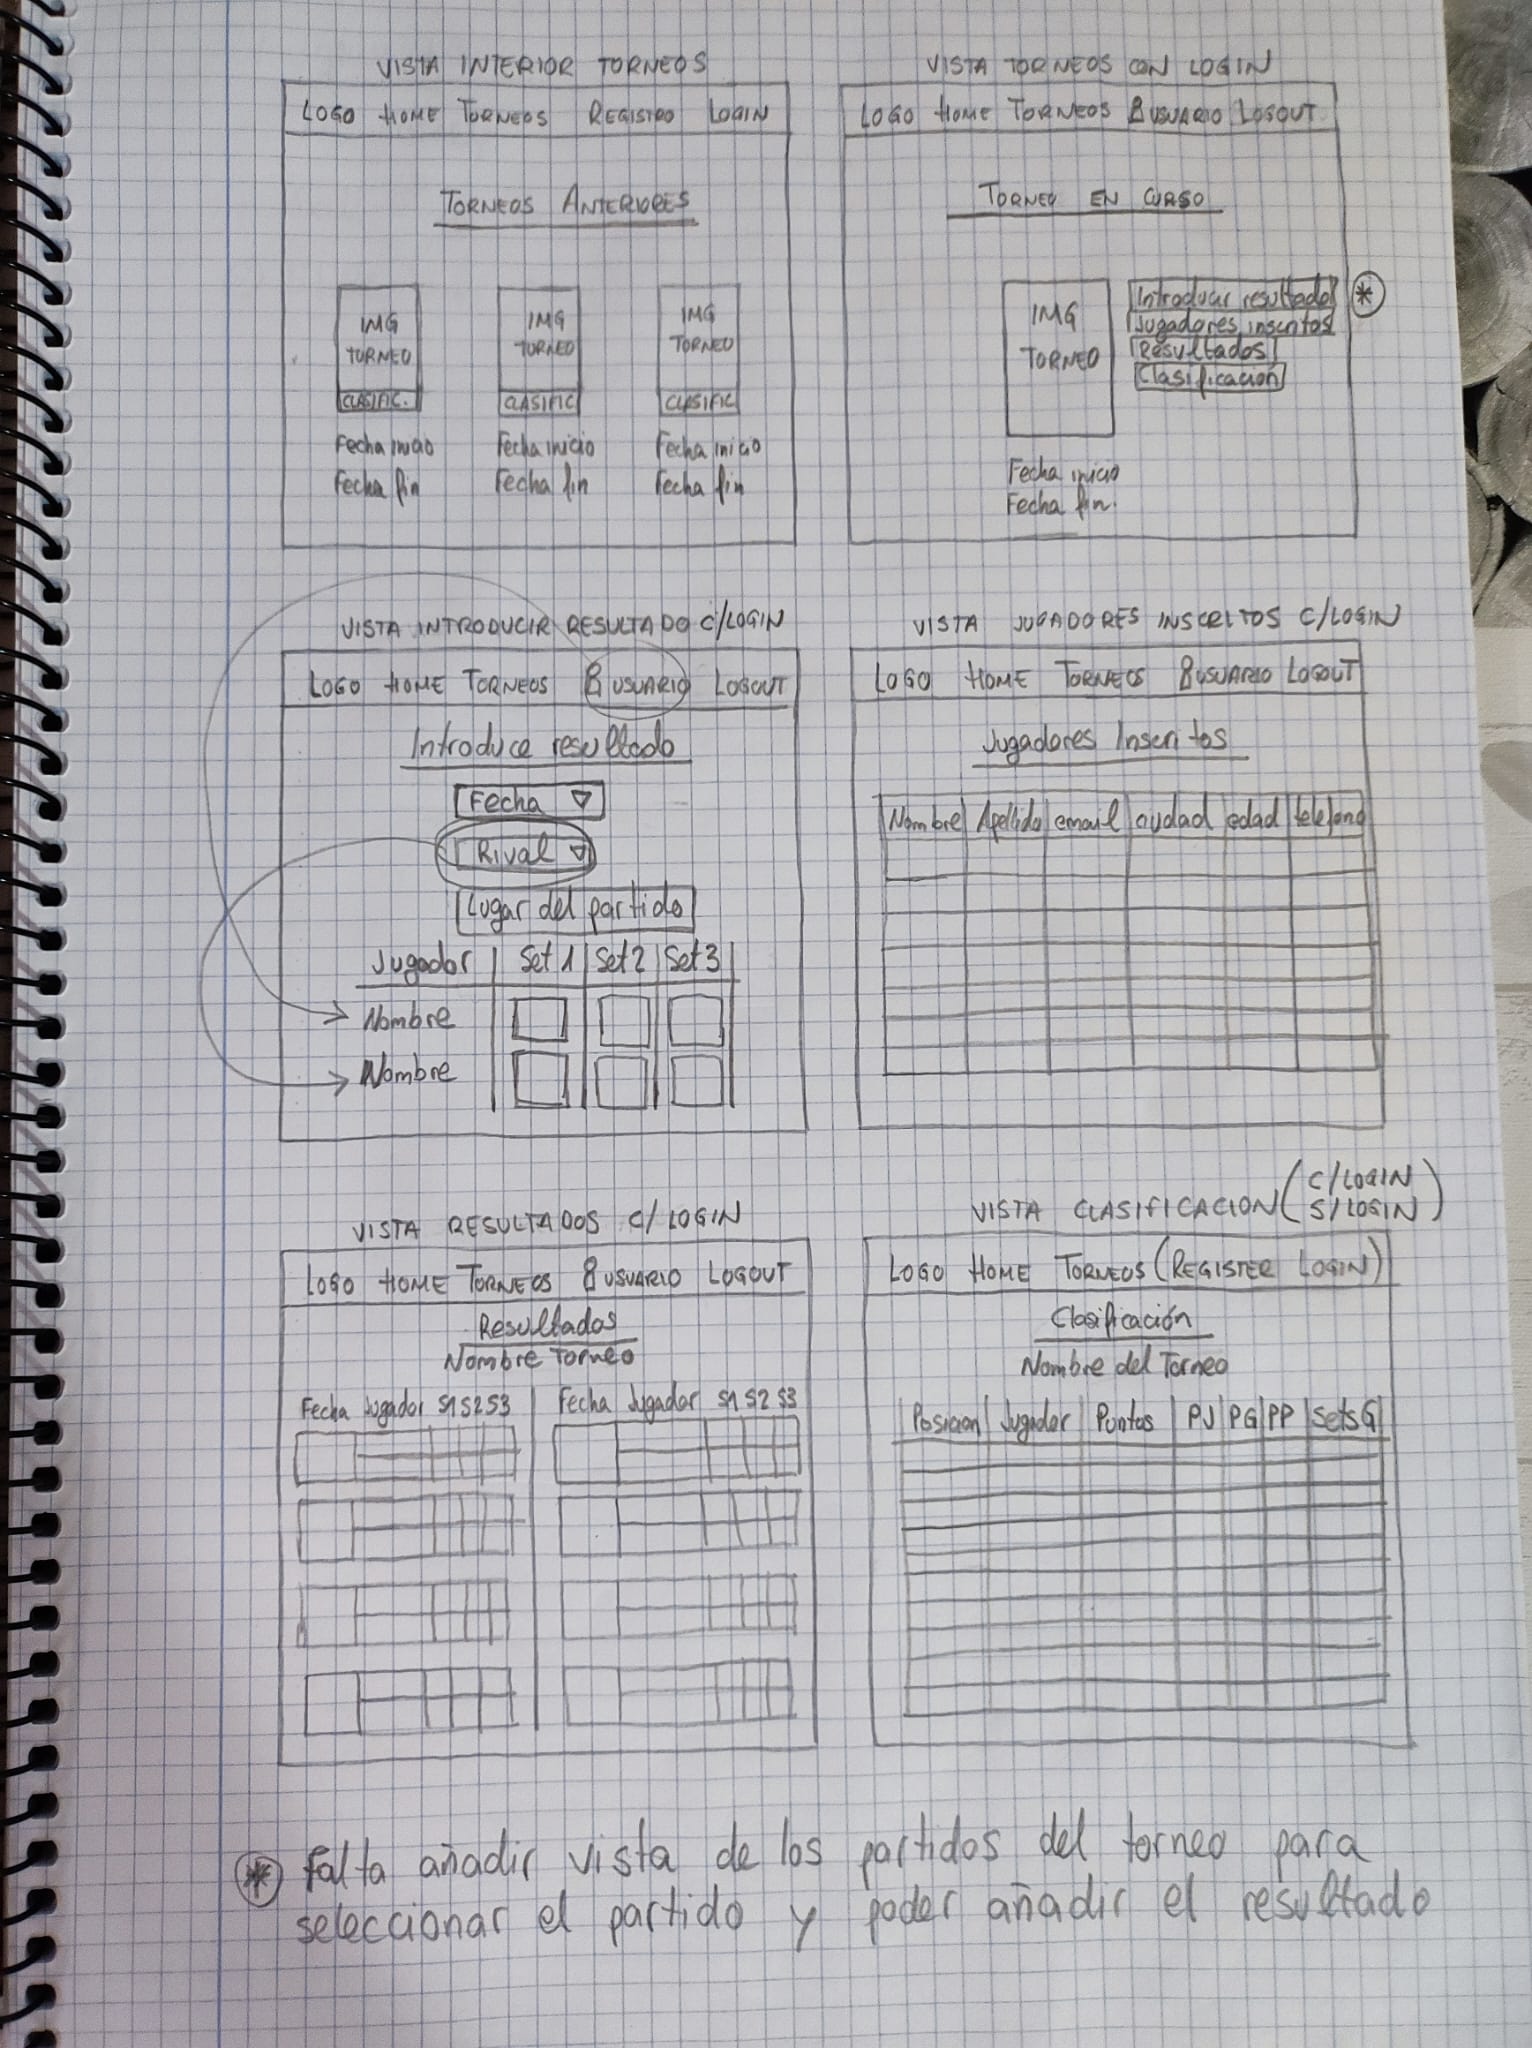 VISTA INTERIOR TORNEOS
LOGO HOME TORNEOS REGISTRO LOGIN
TORNEOS ANTERIORES
IMG IMG IMG
TORNEO TORNEO TORNEO
CLASIFIC. CLASIFIC CLASIFIC
Fecha inicio Fecha inicio Fecha inicio
Fecha fin Fecha fin Fecha fin
VISTA TORNEOS CON LOGIN
LOGO HOME TORNEOS USUARIO LOGOUT
TORNEO EN CURSO
IMG
TORNEO
Introducir resultado *
Jugadores inscritos
Resultados
Clasificación
Fecha inicio
Fecha fin.
VISTA INTRODUCIR RESULTADO C/LOGIN
LOGO HOME TORNEOS USUARIO LOGOUT
Introduce resultado
Fecha
Rival
Lugar del partido
Jugador Set 1 Set 2 Set 3
Nombre
Nombre
VISTA JUGADORES INSCRITOS C/LOGIN
LOGO HOME TORNEOS USUARIO LOGOUT
Jugadores Inscritos
Nombre Apellido email ciudad edad telefono
VISTA RESULTADOS C/LOGIN
LOGO HOME TORNEOS USUARIO LOGOUT
Resultados
Nombre Torneo
Fecha Jugador S1 S2 S3 Fecha Jugador S1 S2 S3
VISTA CLASIFICACION (C/LOGIN
S/LOGIN)
LOGO HOME TORNEOS (REGISTER LOGIN)
Clasificación
Nombre del Torneo
Posicion Jugador Puntos PJ PG PP Sets G
* Falta añadir vista de los partidos del torneo para
seleccionar el partido y poder añadir el resultado